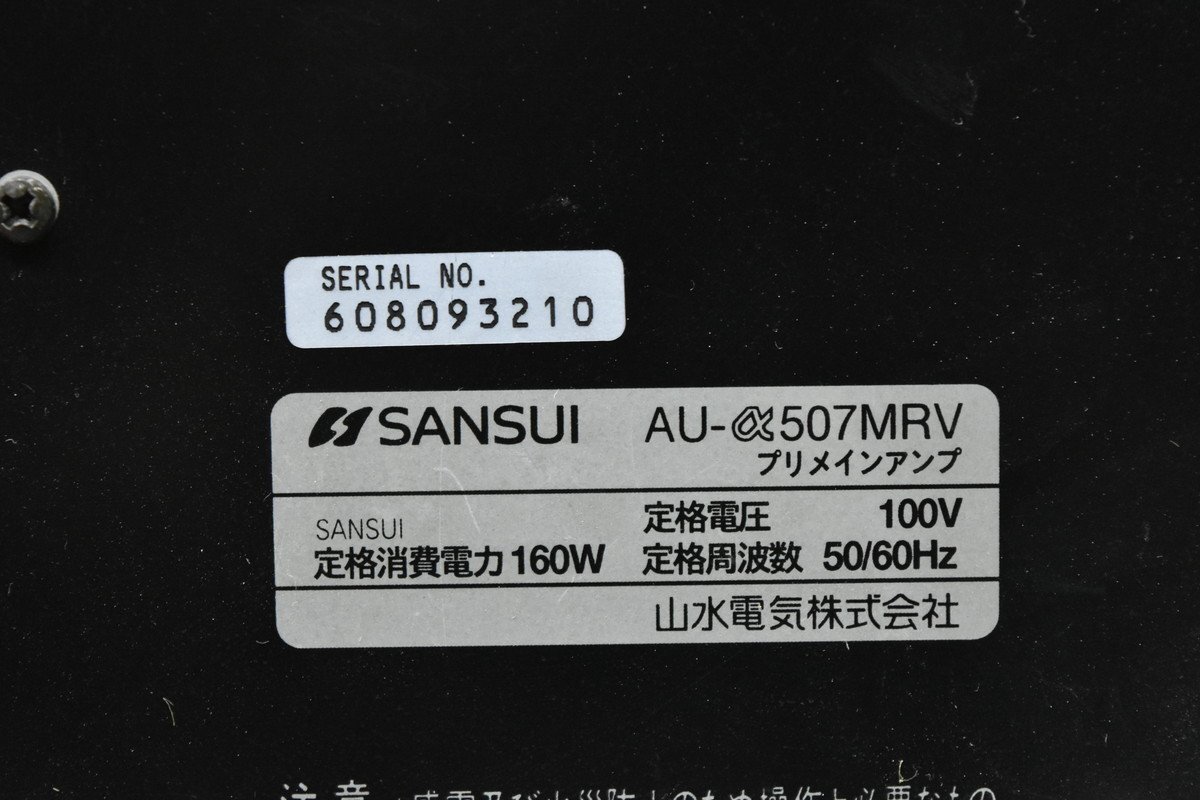 SERIAL NO.
608093210
SANSUI AU-α507MRV
プリメインアンプ
SANSUI
定格電圧 100V
定格消費電力 160W 定格周波数 50/60Hz
山水電気株式会社
注意